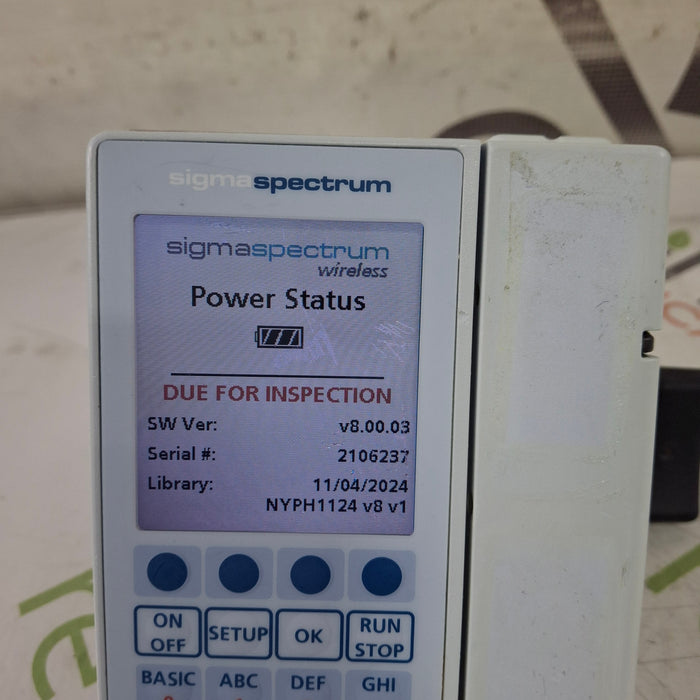 sigmaspectrum
sigmaspectrum
wireless
Power Status
DUE FOR INSPECTION
SW Ver: v8.00.03
Serial #: 2106237
Library: 11/04/2024
NYPH1124 v8 v1
ON OFF
SETUP
OK
RUN STOP
BASIC ABC DEF GHI
re